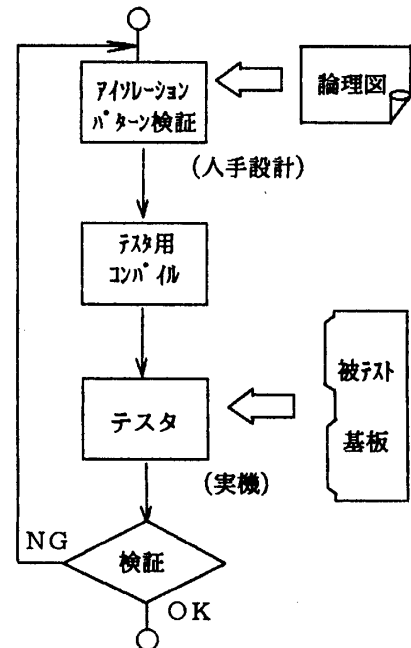 アイソレーション
パターン検証
論理図
(人手設計)
テスタ用
コンパイル
テスタ
被テスト
基板
(実機)
NG
検証
OK